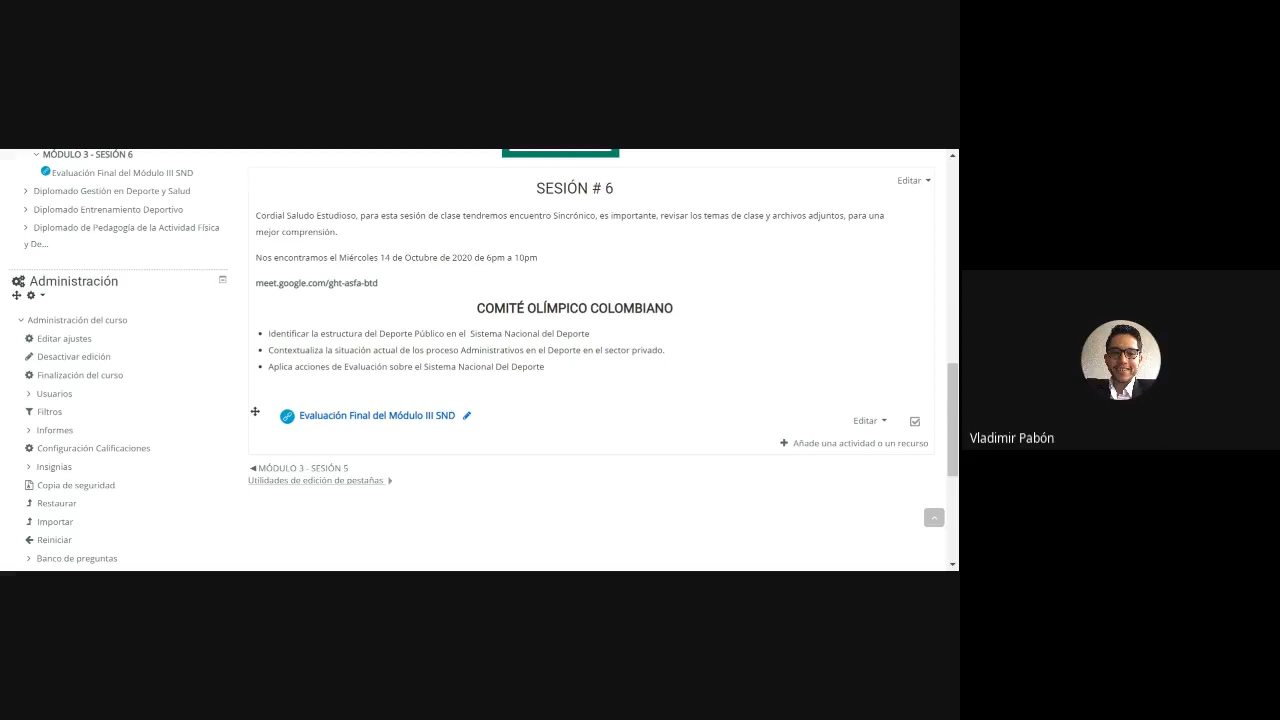 MÓDULO 3 - SESIÓN 6
Evaluación Final del Módulo III SND
Diplomado Gestión en Deporte y Salud
Diplomado Entrenamiento Deportivo
Diplomado de Pedagogía de la Actividad Física
y De...
Administración
Administración del curso
Editar ajustes
Desactivar edición
Finalización del curso
Usuarios
Filtros
Informes
Configuración Calificaciones
Insignias
Copia de seguridad
Restaurar
Importar
Reiniciar
Banco de preguntas
Editar
SESIÓN # 6
Cordial Saludo Estudioso, para esta sesión de clase tendremos encuentro Sincrónico, es importante, revisar los temas de clase y archivos adjuntos, para una
mejor comprensión.
Nos encontramos el Miércoles 14 de Octubre de 2020 de 6pm a 10pm
meet.google.com/ght-asfa-btd
COMITÉ OLÍMPICO COLOMBIANO
Identificar la estructura del Deporte Público en el Sistema Nacional del Deporte
Contextualiza la situación actual de los proceso Administrativos en el Deporte en el sector privado.
Aplica acciones de Evaluación sobre el Sistema Nacional Del Deporte
Evaluación Final del Módulo III SND
Editar
Añade una actividad o un recurso
MÓDULO 3 - SESIÓN 5
Utilidades de edición de pestañas
Vladimir Pabón